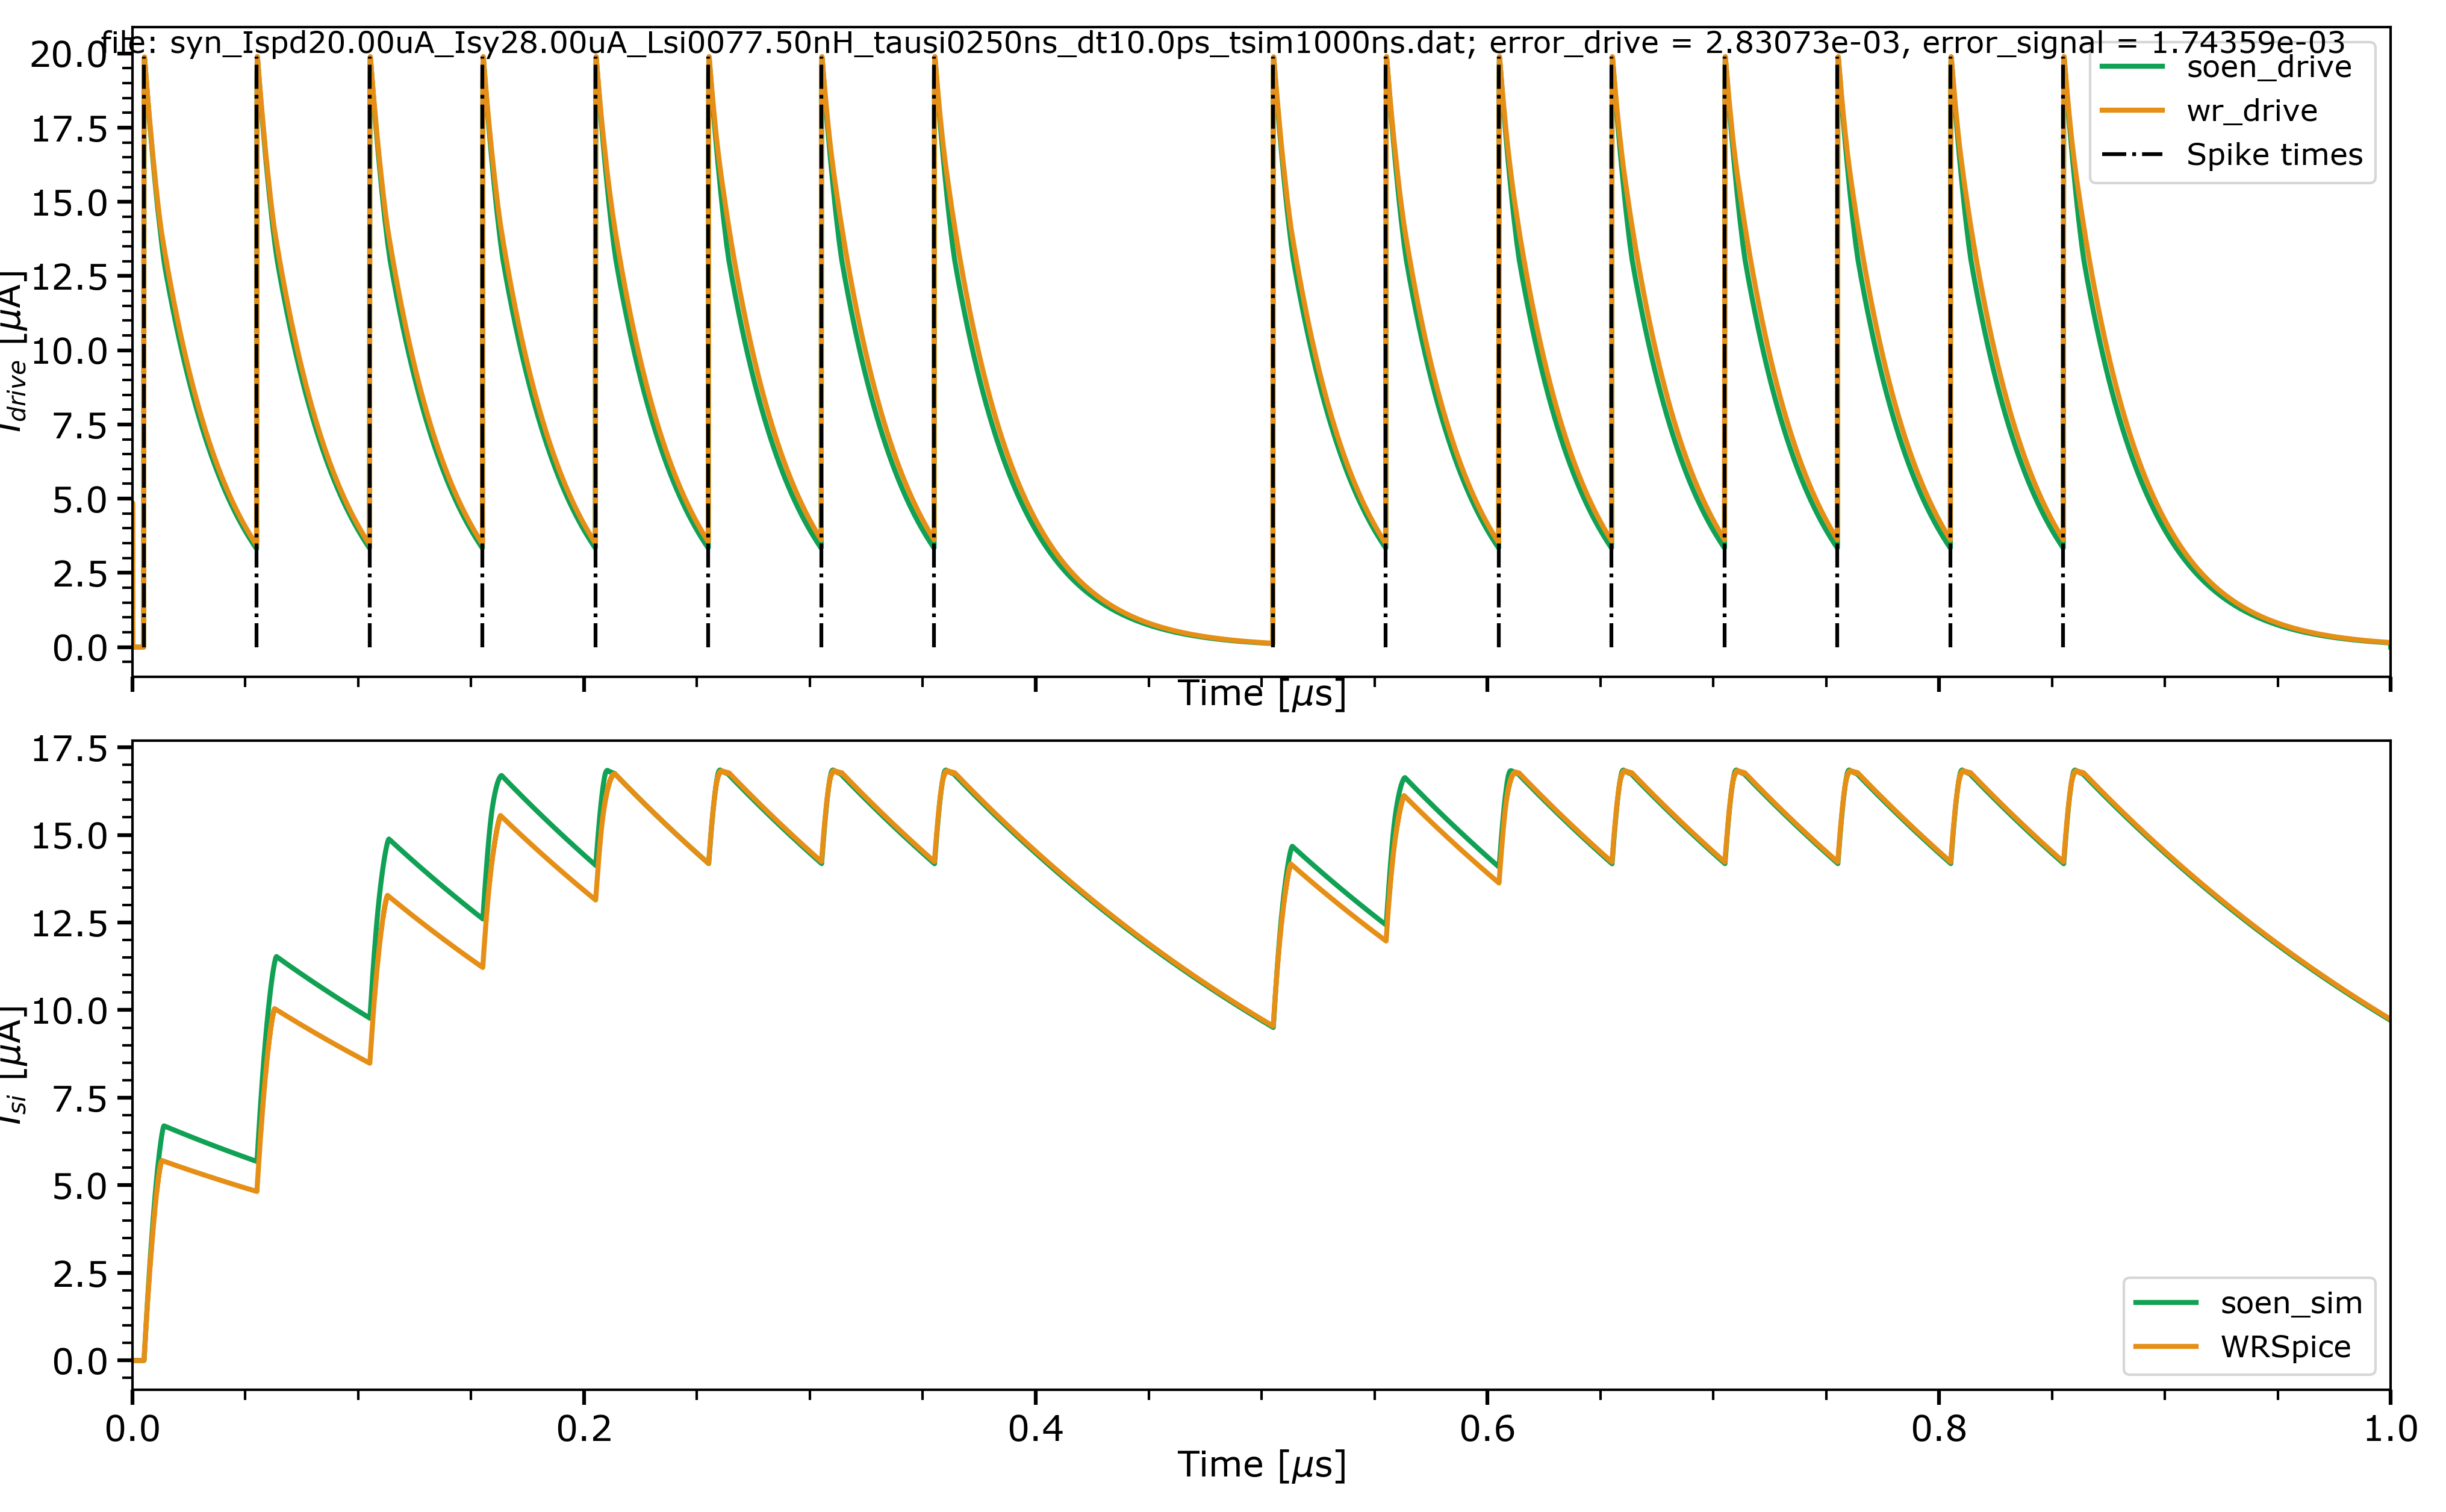 file: syn_Ispd20.00uA_Isy28.00uA_Lsi0077.50nH_tausi0250ns_dt10.0ps_tsim1000ns.dat; error_drive = 2.83073e-03, error_signal = 1.74359e-03
20.0
17.5
15.0
12.5
10.0
7.5
5.0
2.5
0.0
I_drive [μA]
soen_drive
wr_drive
Spike times
Time [μs]
17.5
15.0
12.5
10.0
7.5
5.0
2.5
0.0
I_si [μA]
soen_sim
WRSpice
0.0 0.2 0.4 0.6 0.8 1.0
Time [μs]